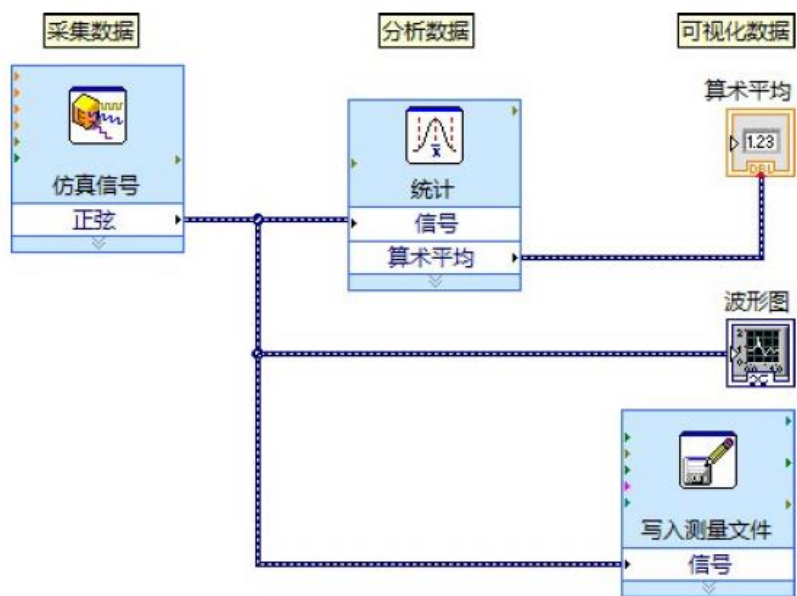 采集数据
分析数据
可视化数据
仿真信号
正弦
统计
信号
算术平均
算术平均
1.23
DBL
波形图
写入测量文件
信号